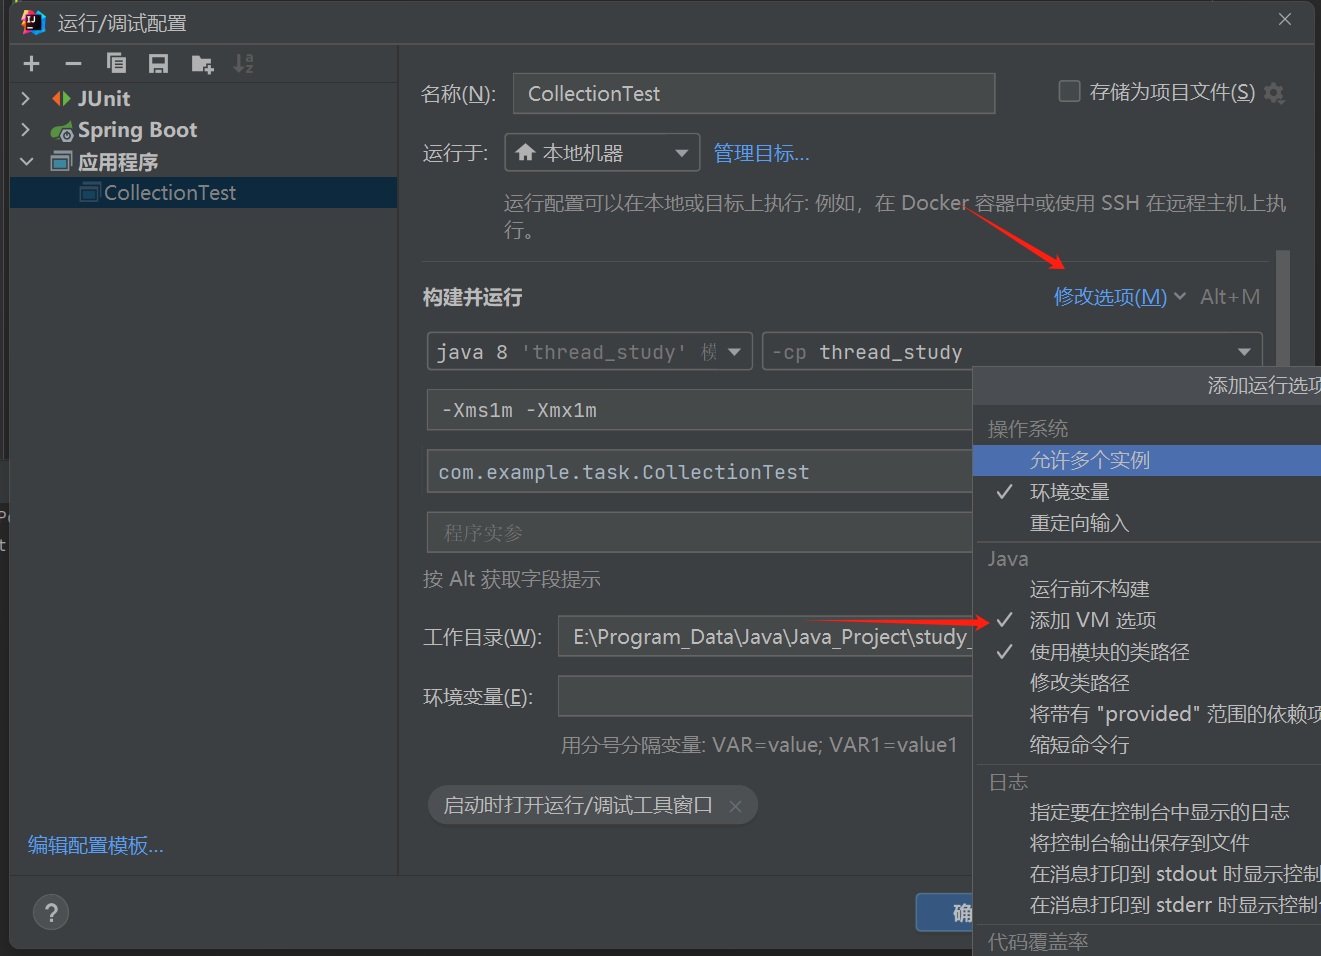 运行/调试配置
JUnit
Spring Boot
应用程序
CollectionTest
编辑配置模板...
?
名称(N):
CollectionTest
存储为项目文件(S)
运行于:
本地机器
管理目标...
运行配置可以在本地或目标上执行: 例如，在 Docker 容器中或使用 SSH 在远程主机上执
行。
构建并运行
修改选项(M)
Alt+M
java 8 'thread_study' 模
-cp thread_study
-Xms1m -Xmx1m
com.example.task.CollectionTest
程序实参
按 Alt 获取字段提示
工作目录(W):
E:\Program_Data\Java\Java_Project\study_
环境变量(E):
用分号分隔变量: VAR=value; VAR1=value1
启动时打开运行/调试工具窗口
确
添加运行选项
操作系统
允许多个实例
环境变量
重定向输入
Java
运行前不构建
添加 VM 选项
使用模块的类路径
修改类路径
将带有 "provided" 范围的依赖项
缩短命令行
日志
指定要在控制台中显示的日志
将控制台输出保存到文件
在消息打印到 stdout 时显示控制
在消息打印到 stderr 时显示控制
代码覆盖率